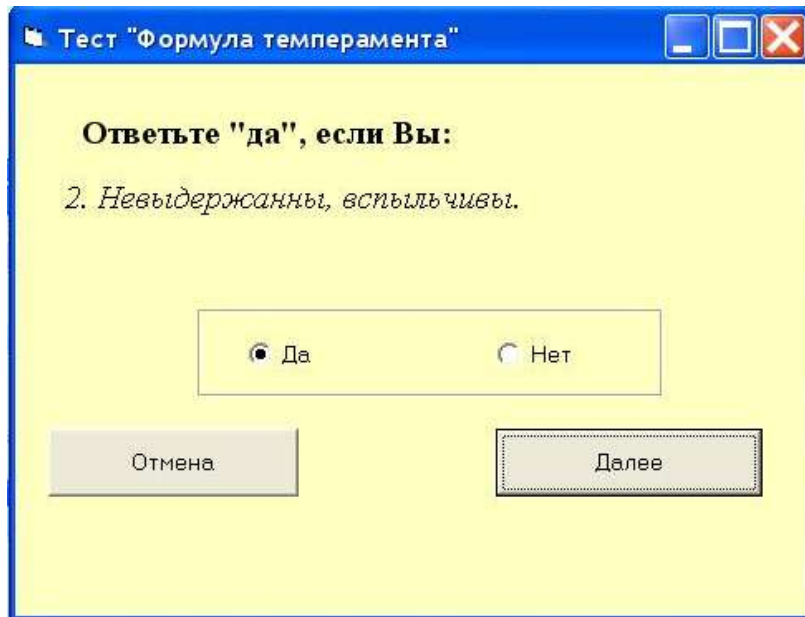 Тест "Формула темперамента"
Ответьте "да", если Вы:
2. Невыдержанны, вспыльчивы.
Да Нет
Отмена Далее